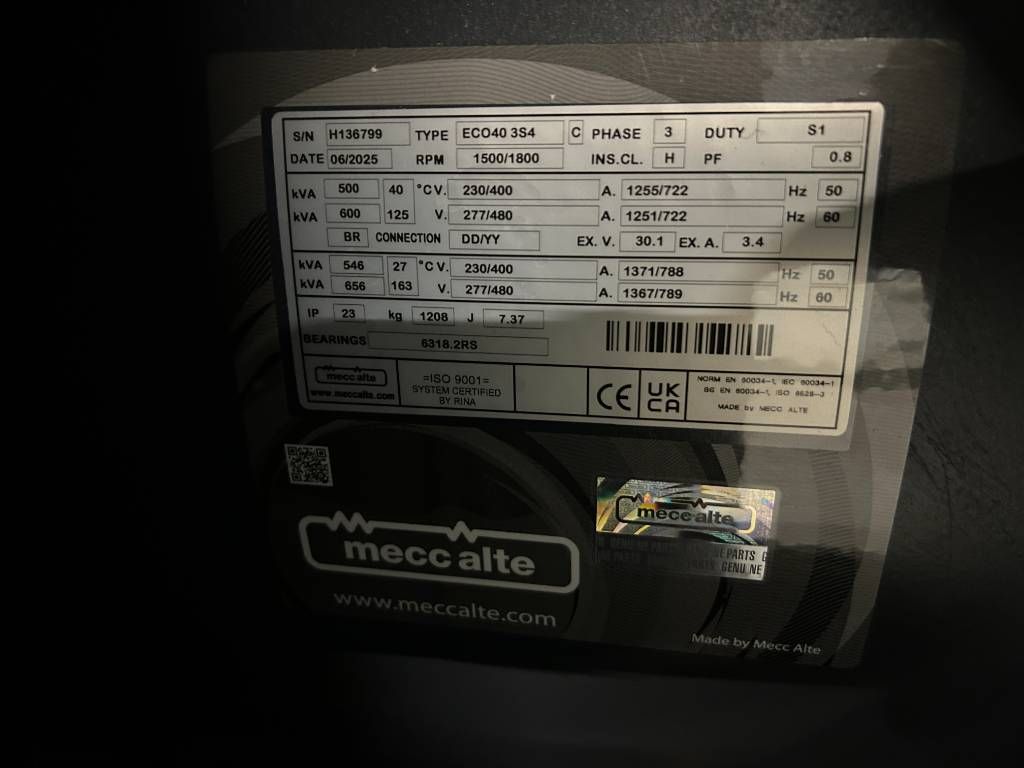 S/N H136799 TYPE ECO40 3S4 C PHASE 3 DUTY S1
DATE 06/2025 RPM 1500/1800 INS.CL. H PF 0.8
kVA 500 40 °C V. 230/400 A. 1255/722 Hz 50
kVA 600 125 V. 277/480 A. 1251/722 Hz 60
BR CONNECTION DD/YY EX. V. 30.1 EX. A. 3.4
kVA 546 27 °C V. 230/400 A. 1371/788 Hz 50
kVA 656 163 V. 277/480 A. 1367/789 Hz 60
IP 23 kg 1208 J 7.37
BEARINGS 6318.2RS
mecc alte
www.meccalte.com
=ISO 9001=
SYSTEM CERTIFIED
BY RINA
CE
UK
CA
NORM EN 60034-1, IEC 60034-1
BS EN 60034-1, ISO 8528-3
MADE by MECC ALTE
mecc alte
www.meccalte.com
mecc alte
GENUINE PARTS
PARTS GENUINE
Made by Mecc Alte